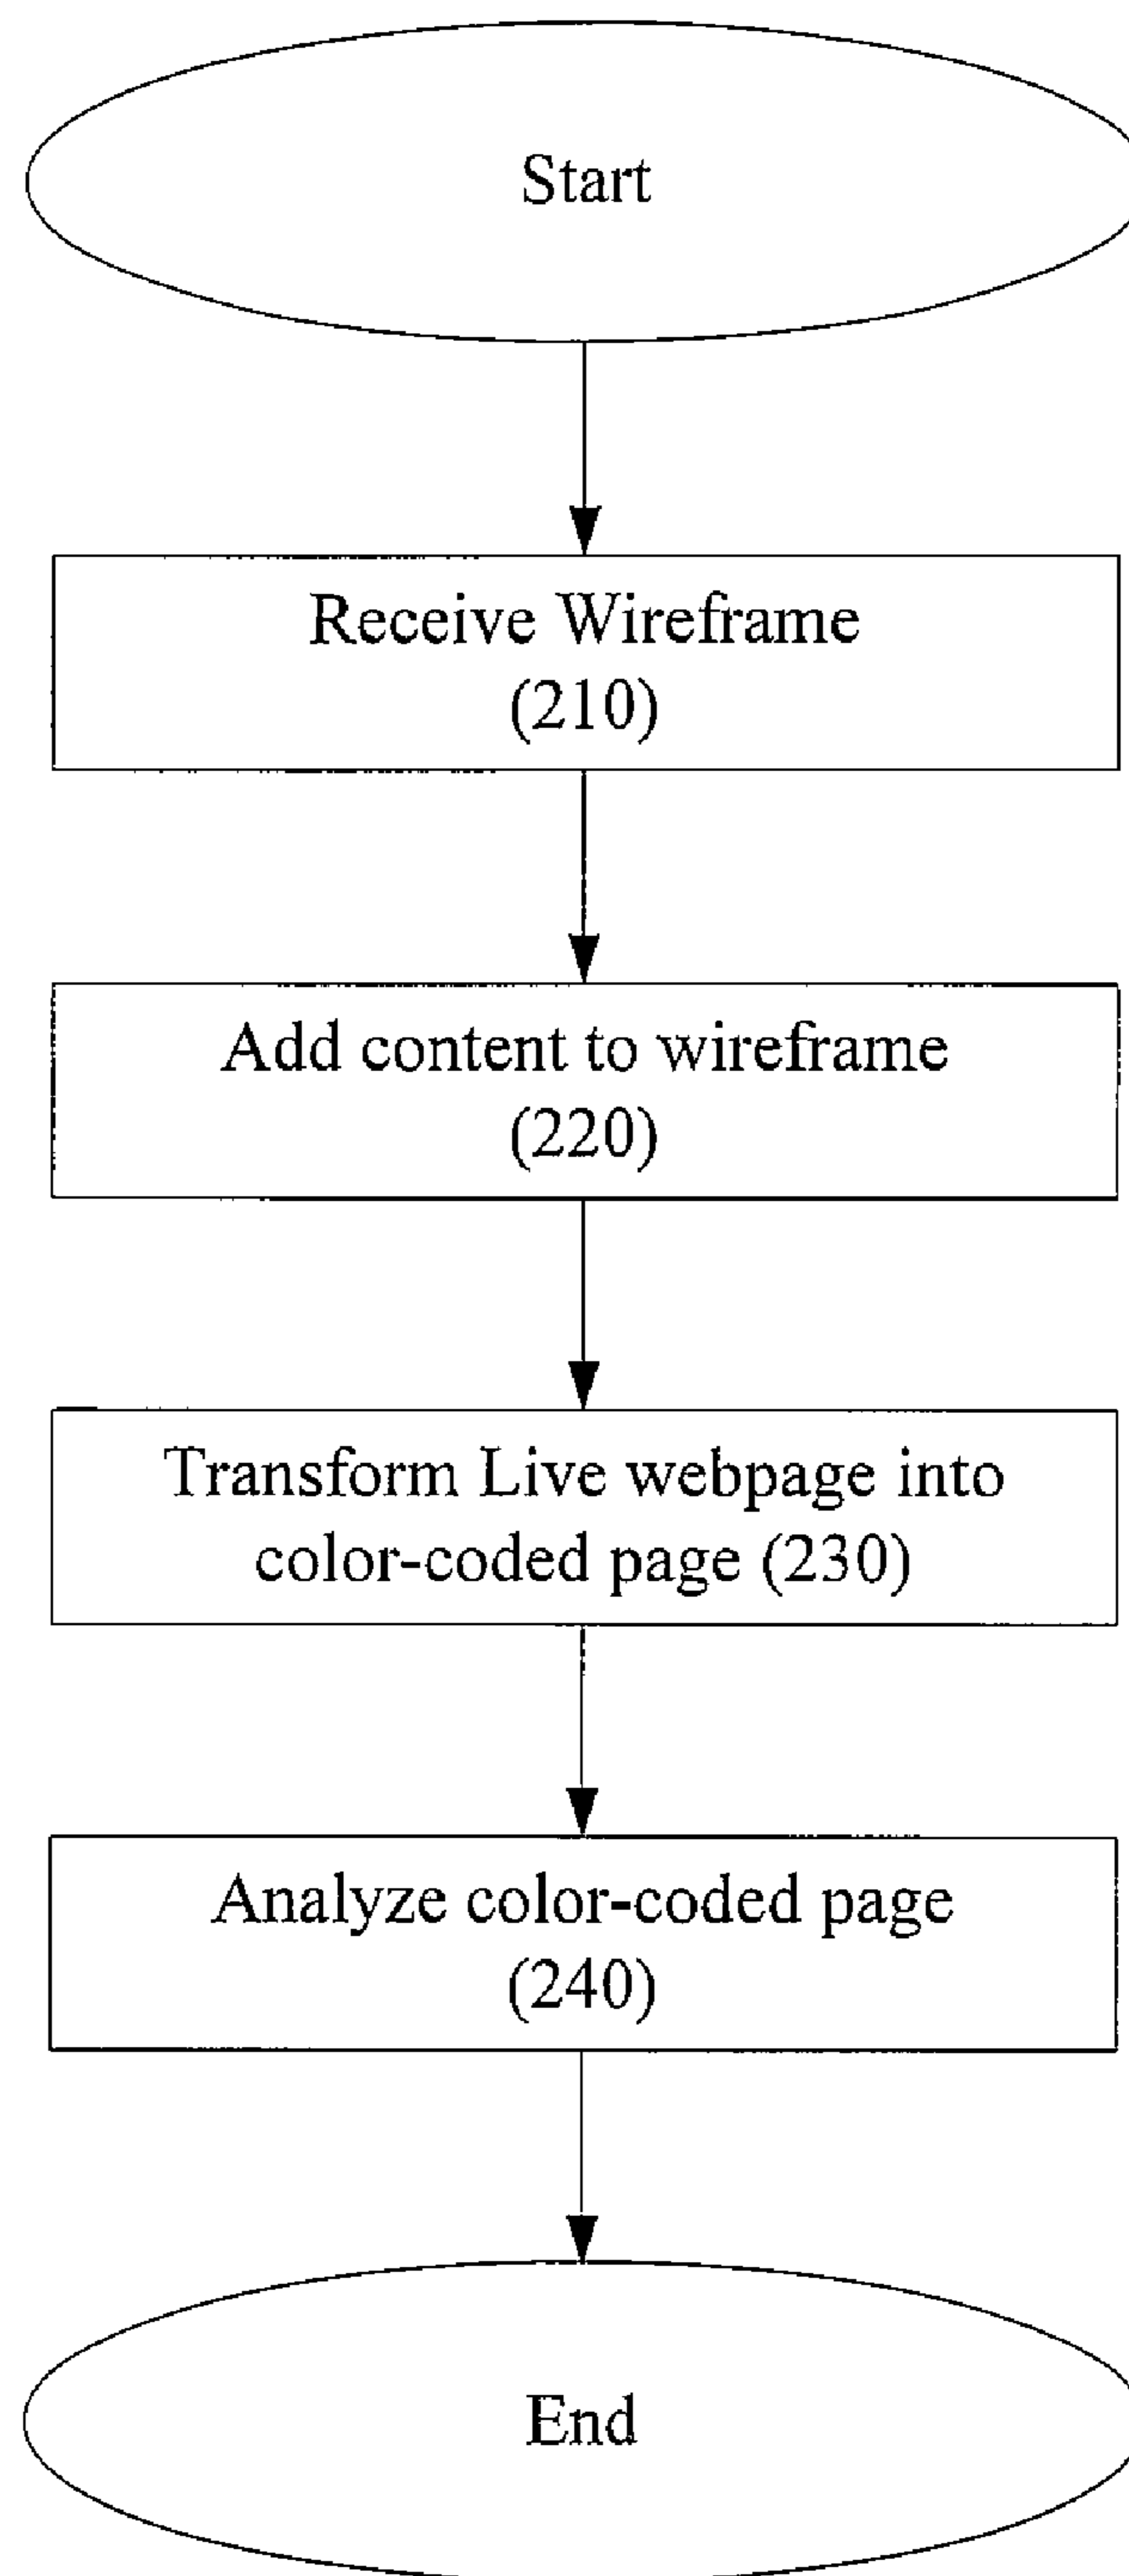 Start
Receive Wireframe
(210)
Add content to wireframe
(220)
Transform Live webpage into
color-coded page (230)
Analyze color-coded page
(240)
End